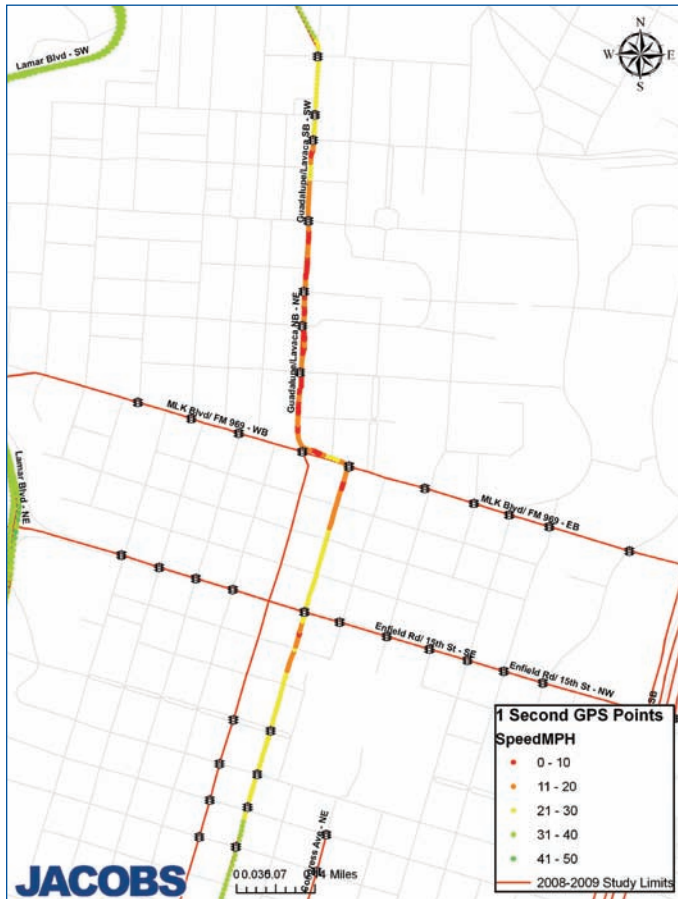 Lamar Blvd - SW
N
W E
S
Guadalupe/Lavaca SB - SW
Guadalupe/Lavaca NB - NE
MLK Blvd/ FM 969 - WB
Lamar Blvd - NE
MLK Blvd/ FM 969 - EB
Enfield Rd/ 15th St - SE
Enfield Rd/ 15th St - NW
SB
1 Second GPS Points
SpeedMPH
0 - 10
11 - 20
21 - 30
31 - 40
41 - 50
2008-2009 Study Limits
Congress Ave - NE
Miles
JACOBS